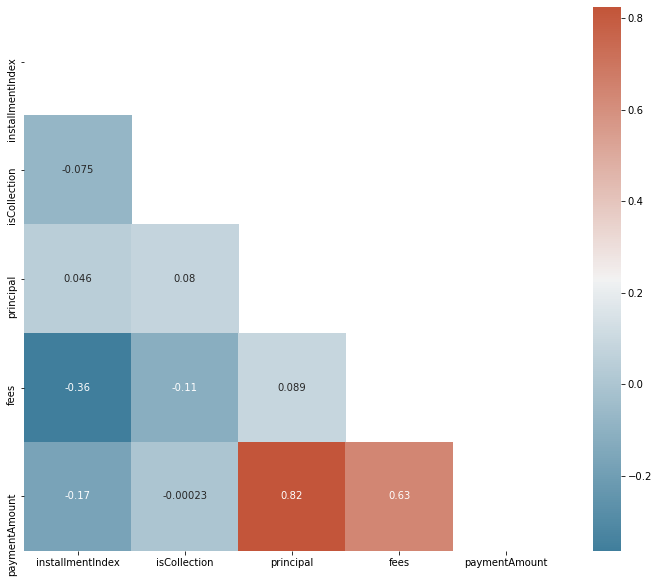 installmentIndex
isCollection
-0.075
principal
0.046 0.08
fees
-0.36 -0.11 0.089
paymentAmount
-0.17 -0.00023 0.82 0.63
installmentIndex isCollection principal fees paymentAmount
0.8
0.6
0.4
0.2
0.0
−0.2